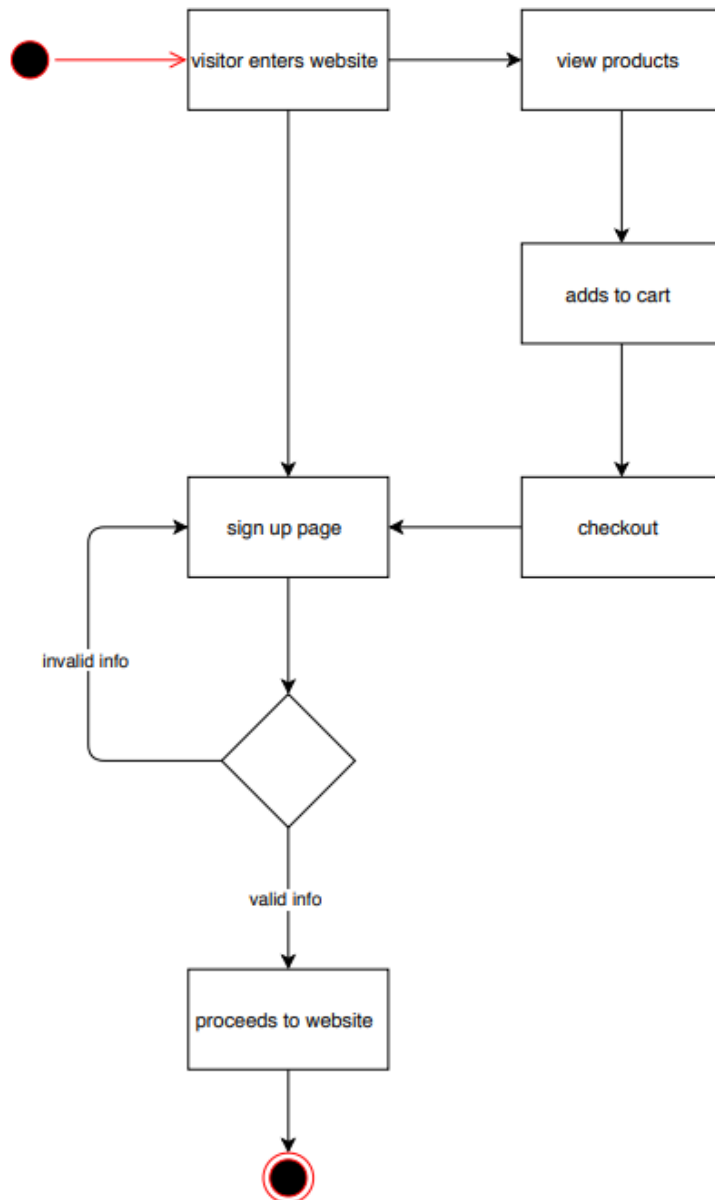 visitor enters website
view products
adds to cart
sign up page
checkout
invalid info
valid info
proceeds to website